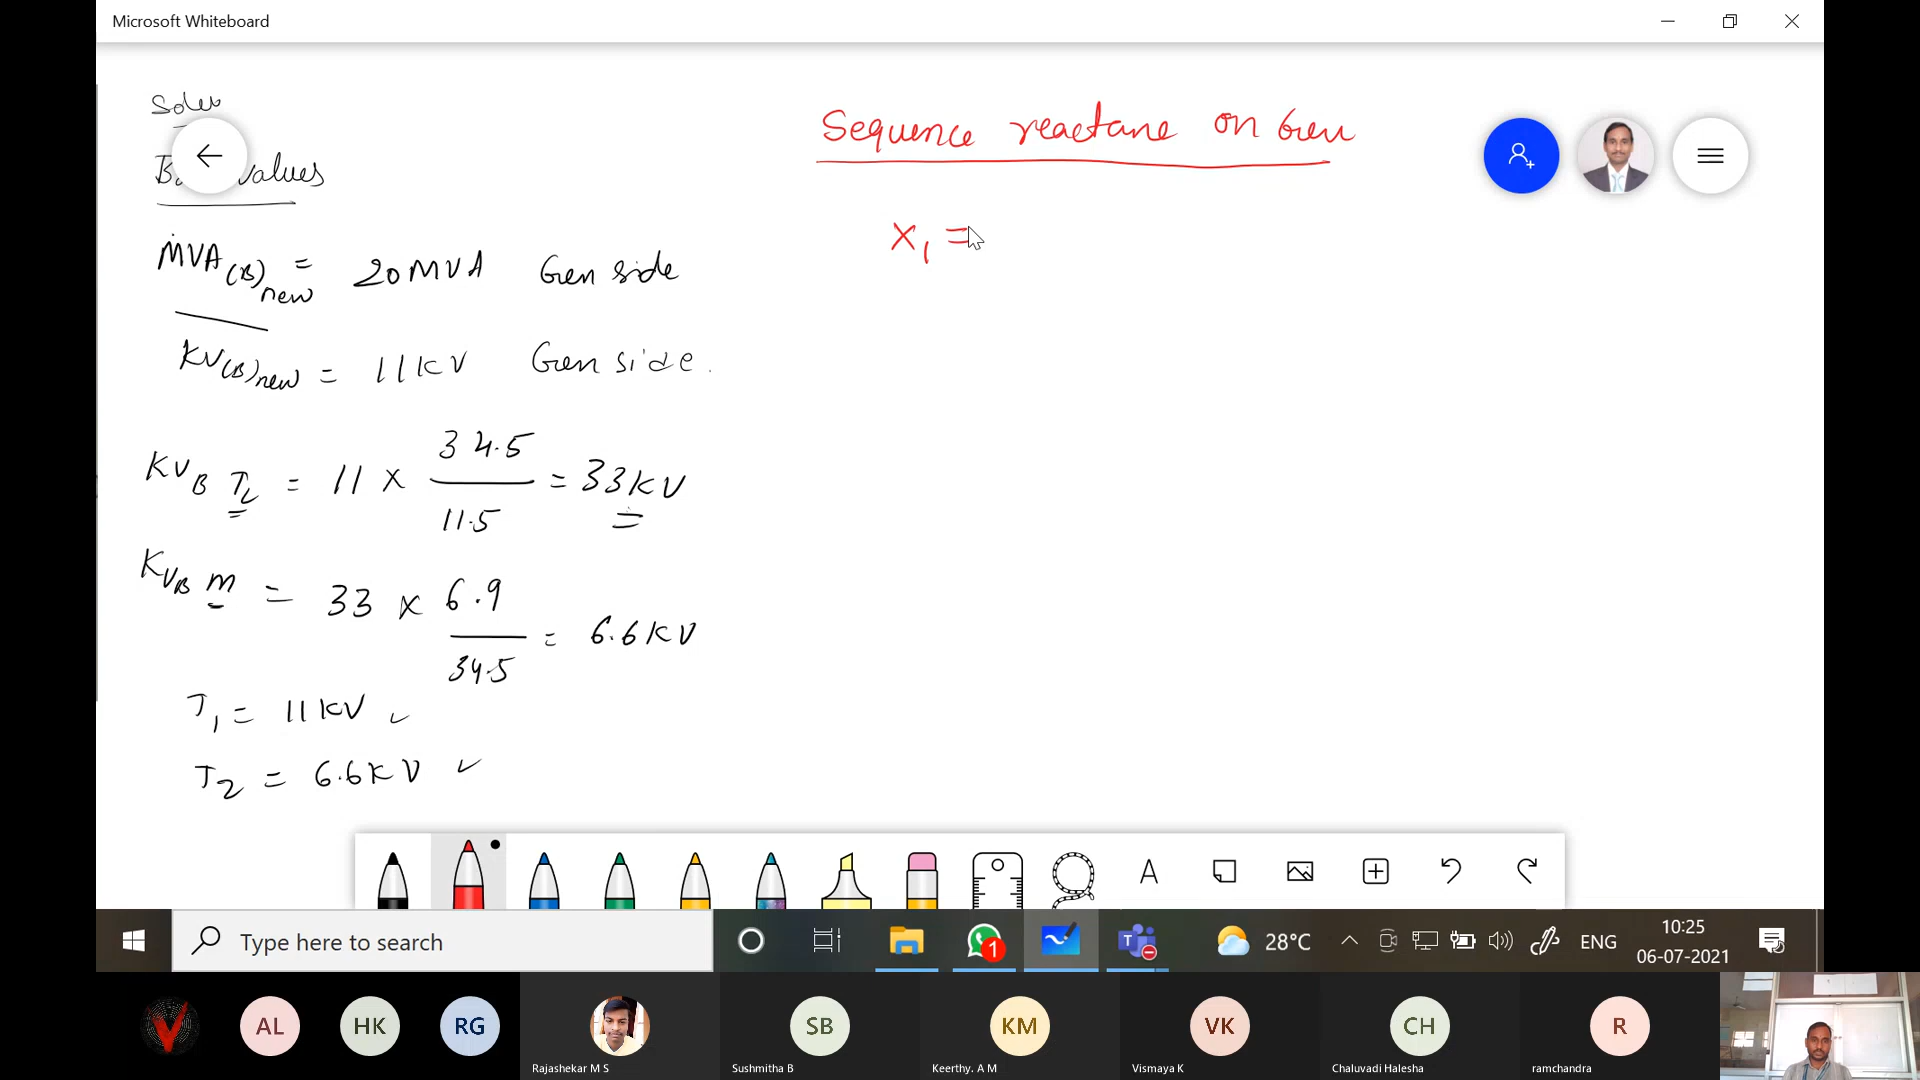 Microsoft Whiteboard
Soln
Values
MVA(B)new = 20MVA Gen side
KV(B)new = 11KV Gen side.
KVB TL = 11 × 34.5 / 11.5 = 33KV
KVB m = 33 × 6.9 / 34.5 = 6.6KV
T1 = 11KV ✓
T2 = 6.6KV ✓
Sequence reactane on Gen
X1 =
A
Type here to search
1
28°C
ENG
10:25
06-07-2021
V
AL
HK
RG
SB
KM
VK
CH
R
Rajashekar M S
Sushmitha B
Keerthy. A M
Vismaya K
Chaluvadi Halesha
ramchandra